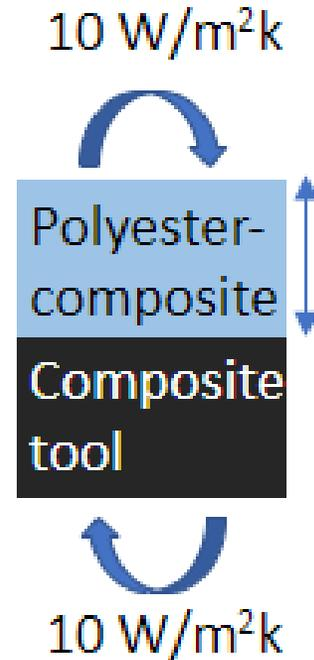 10 W/m²k
Polyester-
composite
Composite
tool
10 W/m²k